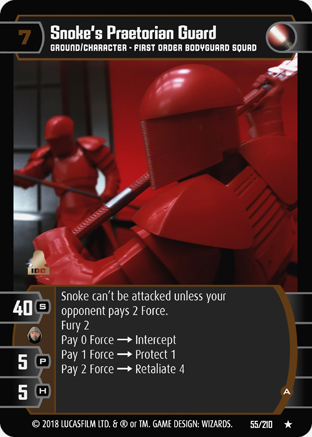 7 Snoke's Praetorian Guard
GROUND/CHARACTER - FIRST ORDER BODYGUARD SQUAD
IDC
Snoke can't be attacked unless your
40 S
opponent pays 2 Force.
Fury 2
Pay 0 Force → Intercept
5 P
Pay 1 Force → Protect 1
Pay 2 Force → Retaliate 4
5 H
A
© 2018 LUCASFILM LTD. & ® or TM. GAME DESIGN: WIZARDS. 55/210 ★